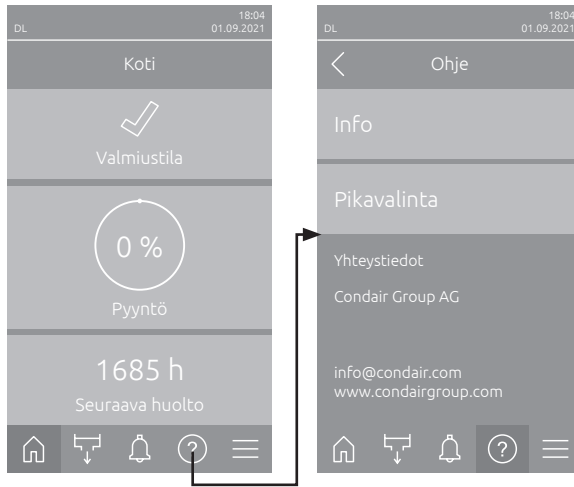 18:04
DL 01.09.2021
Koti
Valmiustila
0 %
Pyyntö
1685 h
Seuraava huolto
?
18:04
DL 01.09.2021
Ohje
Info
Pikavalinta
Yhteystiedot
Condair Group AG
info@condair.com
www.condairgroup.com
?